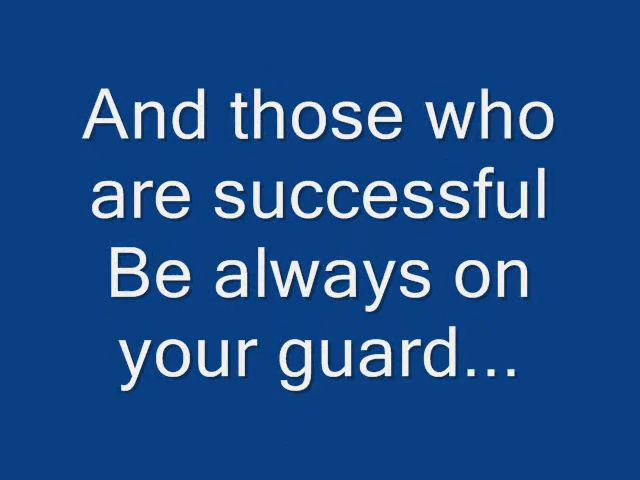 And those who
are successful
Be always on
your guard...